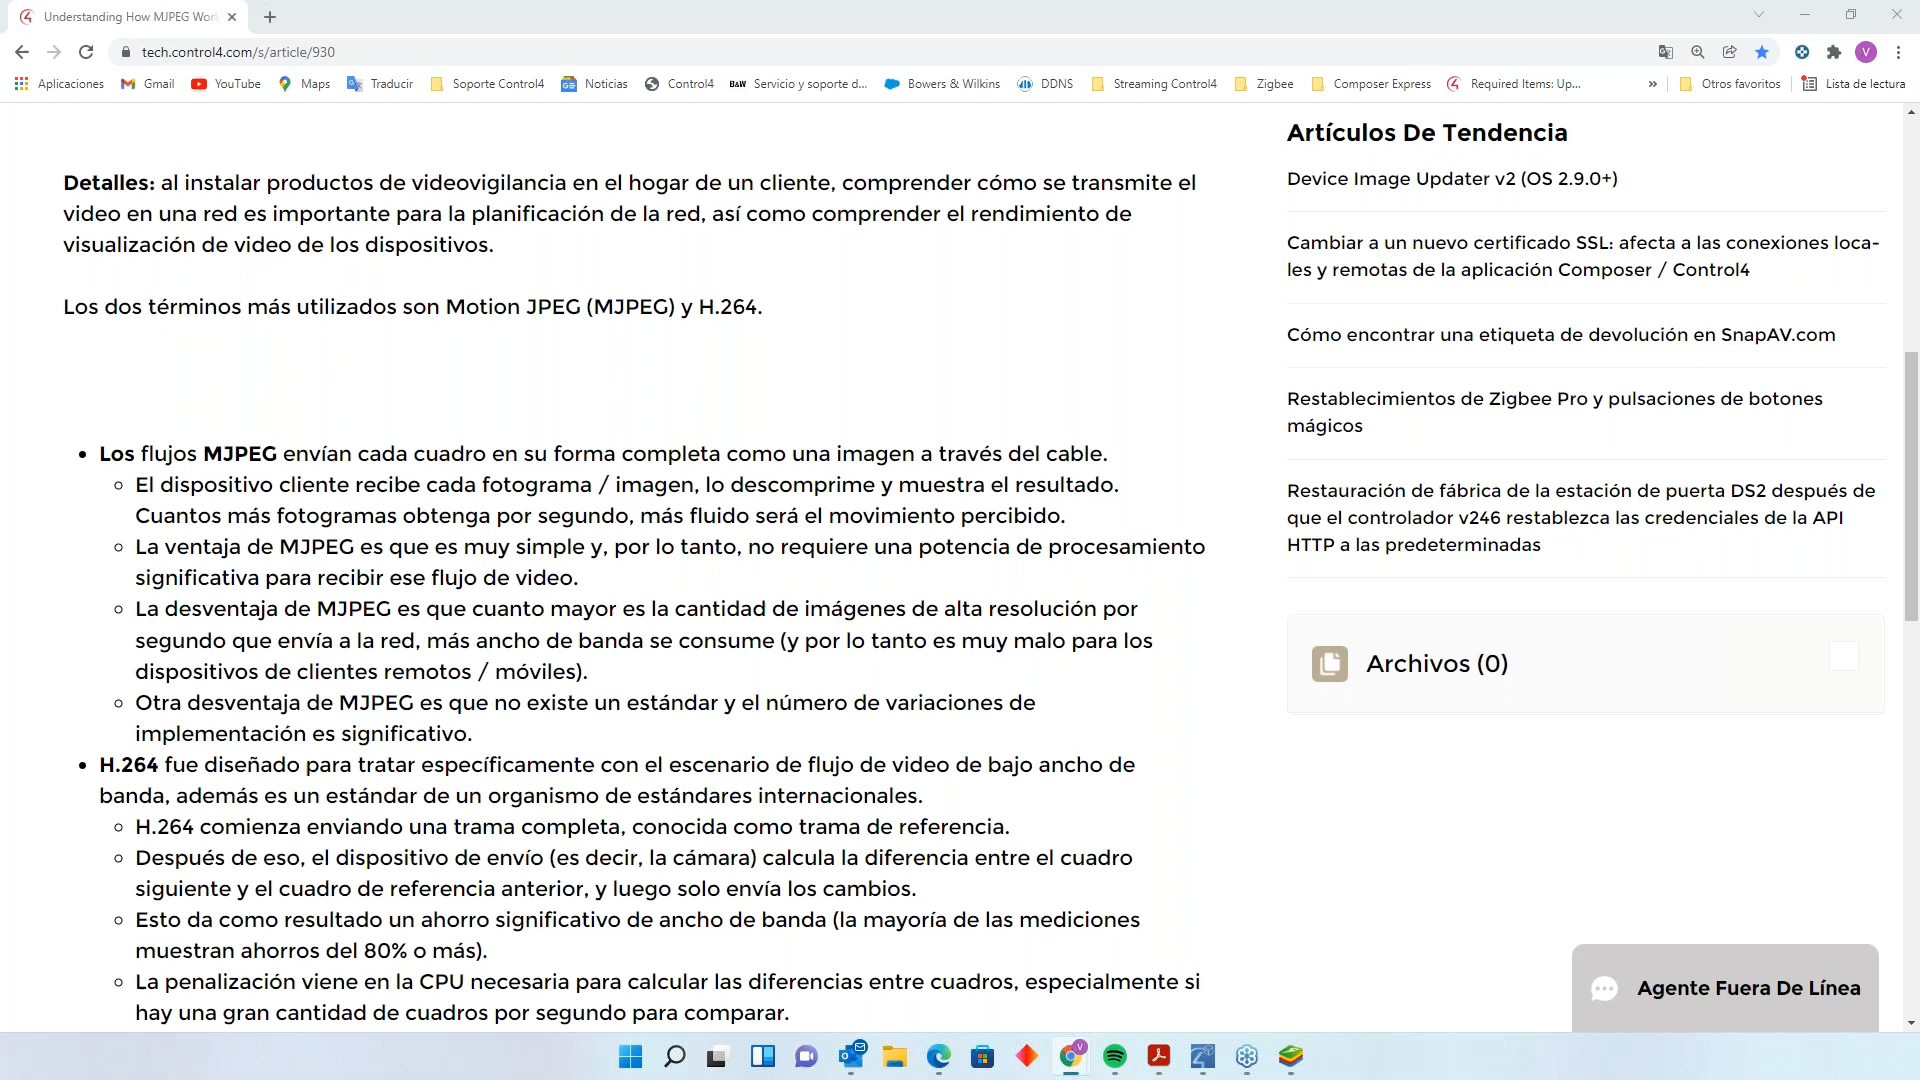 Understanding How MJPEG Wor
tech.control4.com/s/article/930
V
Aplicaciones
Gmail
YouTube
Maps
Traducir
Soporte Control4
Noticias
Control4
B&W Servicio y soporte d...
Bowers & Wilkins
DDNS
Streaming Control4
Zigbee
Composer Express
Required Items: Up...
»
Otros favoritos
Lista de lectura
Detalles: al instalar productos de videovigilancia en el hogar de un cliente, comprender cómo se transmite el
video en una red es importante para la planificación de la red, así como comprender el rendimiento de
visualización de video de los dispositivos.
Los dos términos más utilizados son Motion JPEG (MJPEG) y H.264.
• Los flujos MJPEG envían cada cuadro en su forma completa como una imagen a través del cable.
El dispositivo cliente recibe cada fotograma / imagen, lo descomprime y muestra el resultado.
Cuantos más fotogramas obtenga por segundo, más fluido será el movimiento percibido.
La ventaja de MJPEG es que es muy simple y, por lo tanto, no requiere una potencia de procesamiento
significativa para recibir ese flujo de video.
La desventaja de MJPEG es que cuanto mayor es la cantidad de imágenes de alta resolución por
segundo que envía a la red, más ancho de banda se consume (y por lo tanto es muy malo para los
dispositivos de clientes remotos / móviles).
Otra desventaja de MJPEG es que no existe un estándar y el número de variaciones de
implementación es significativo.
• H.264 fue diseñado para tratar específicamente con el escenario de flujo de video de bajo ancho de
banda, además es un estándar de un organismo de estándares internacionales.
H.264 comienza enviando una trama completa, conocida como trama de referencia.
Después de eso, el dispositivo de envío (es decir, la cámara) calcula la diferencia entre el cuadro
siguiente y el cuadro de referencia anterior, y luego solo envía los cambios.
Esto da como resultado un ahorro significativo de ancho de banda (la mayoría de las mediciones
muestran ahorros del 80% o más).
La penalización viene en la CPU necesaria para calcular las diferencias entre cuadros, especialmente si
hay una gran cantidad de cuadros por segundo para comparar.
Artículos De Tendencia
Device Image Updater v2 (OS 2.9.0+)
Cambiar a un nuevo certificado SSL: afecta a las conexiones loca-
les y remotas de la aplicación Composer / Control4
Cómo encontrar una etiqueta de devolución en SnapAV.com
Restablecimientos de Zigbee Pro y pulsaciones de botones
mágicos
Restauración de fábrica de la estación de puerta DS2 después de
que el controlador v246 restablezca las credenciales de la API
HTTP a las predeterminadas
Archivos (0)
Agente Fuera De Línea